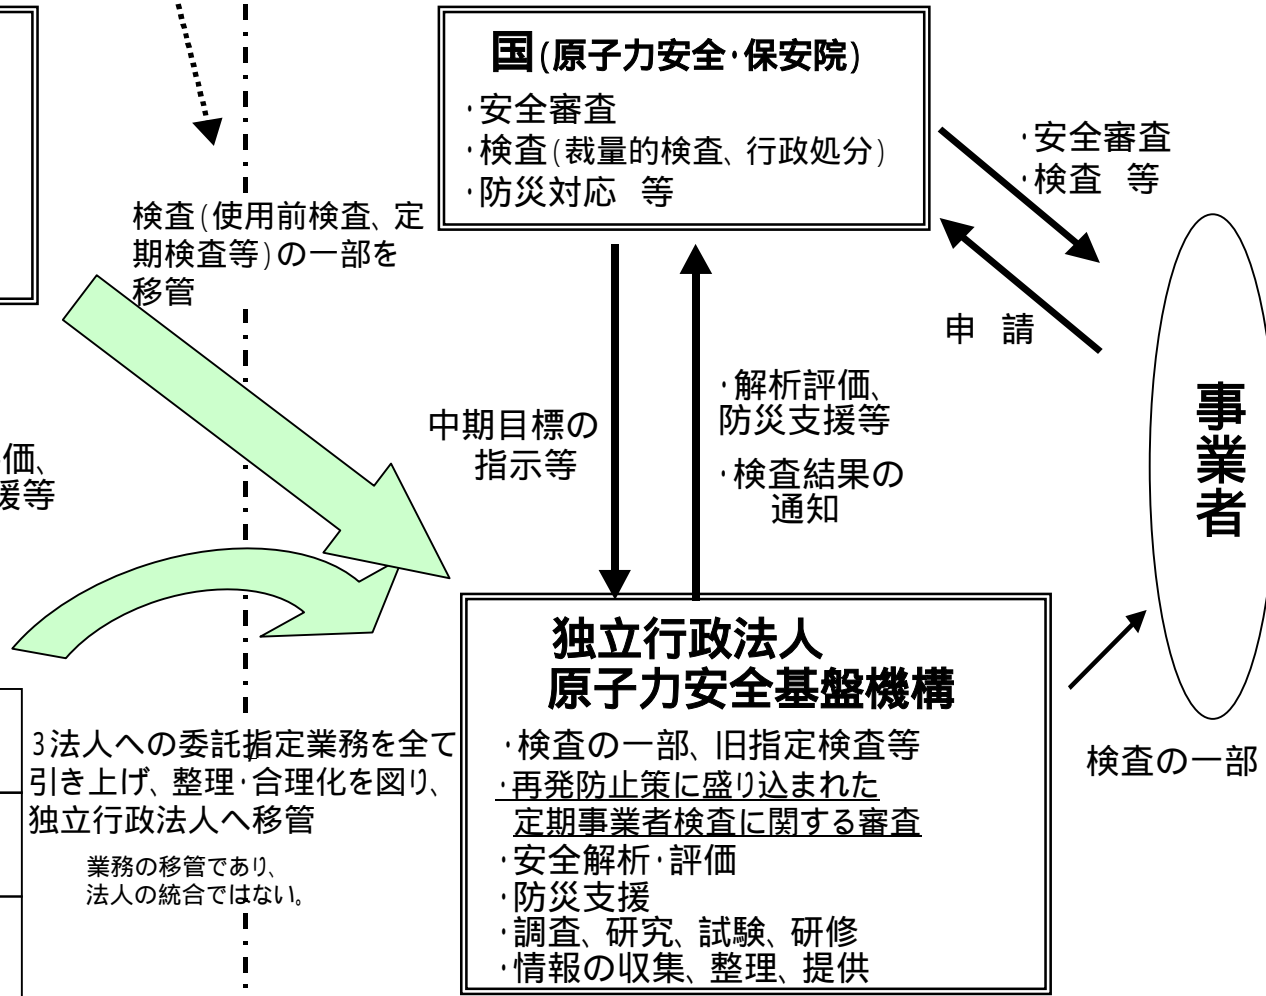 国(原子力安全・保安院)
・安全審査
・検査(裁量的検査、行政処分)
・防災対応 等
・安全審査
・検査 等
検査(使用前検査、定
期検査等)の一部を
移管
申 請
・解析評価、
防災支援等
・検査結果の
通知
中期目標の
指示等
価、
援等
事業者
独立行政法人
原子力安全基盤機構
・検査の一部、旧指定検査等
・再発防止策に盛り込まれた
定期事業者検査に関する審査
・安全解析・評価
・防災支援
・調査、研究、試験、研修
・情報の収集、整理、提供
検査の一部
3法人への委託指定業務を全て
引き上げ、整理・合理化を図り、
独立行政法人へ移管
業務の移管であり、
法人の統合ではない。